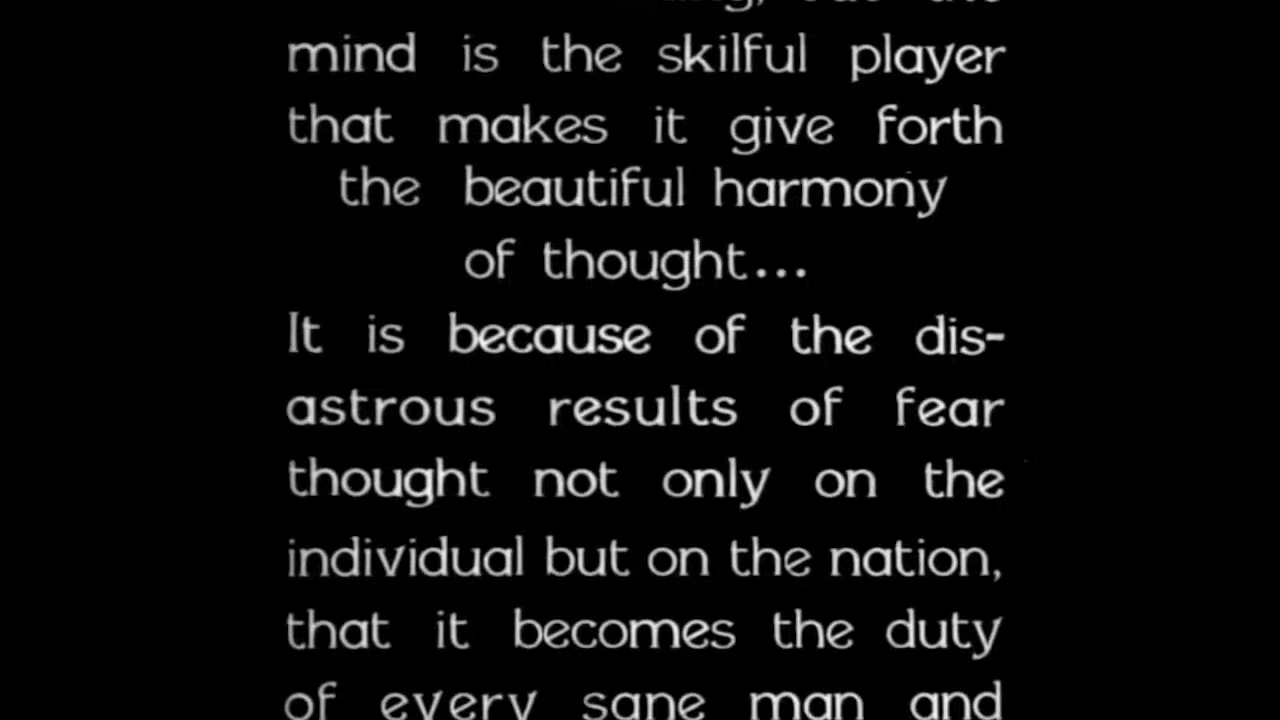 mind is the skilful player
that makes it give forth
the beautiful harmony
of thought...
It is because of the dis-
astrous results of fear
thought not only on the
individual but on the nation,
that it becomes the duty
of every sane man and